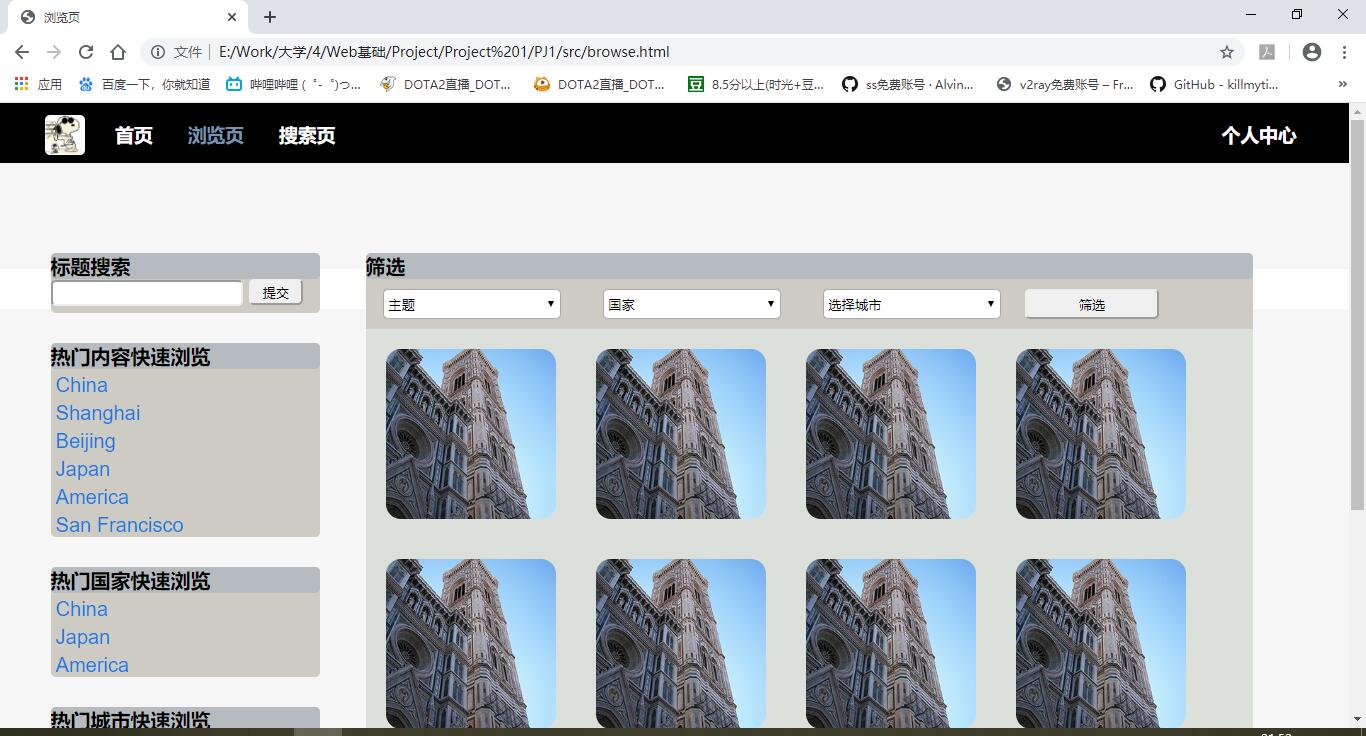 浏览页
文件 E:/Work/大学/4/Web基础/Project/Project%201/PJ1/src/browse.html
应用 百度一下，你就知道 哔哩哔哩 ( ゜- ゜)つ... DOTA2直播_DOT... DOTA2直播_DOT... 8.5分以上(时光+豆... ss免费账号 · Alvin... v2ray免费账号 – Fr... GitHub - killmyti... »
首页 浏览页 搜索页 个人中心
标题搜索
提交
热门内容快速浏览
China
Shanghai
Beijing
Japan
America
San Francisco
热门国家快速浏览
China
Japan
America
热门城市快速浏览
筛选
主题 国家 选择城市 筛选